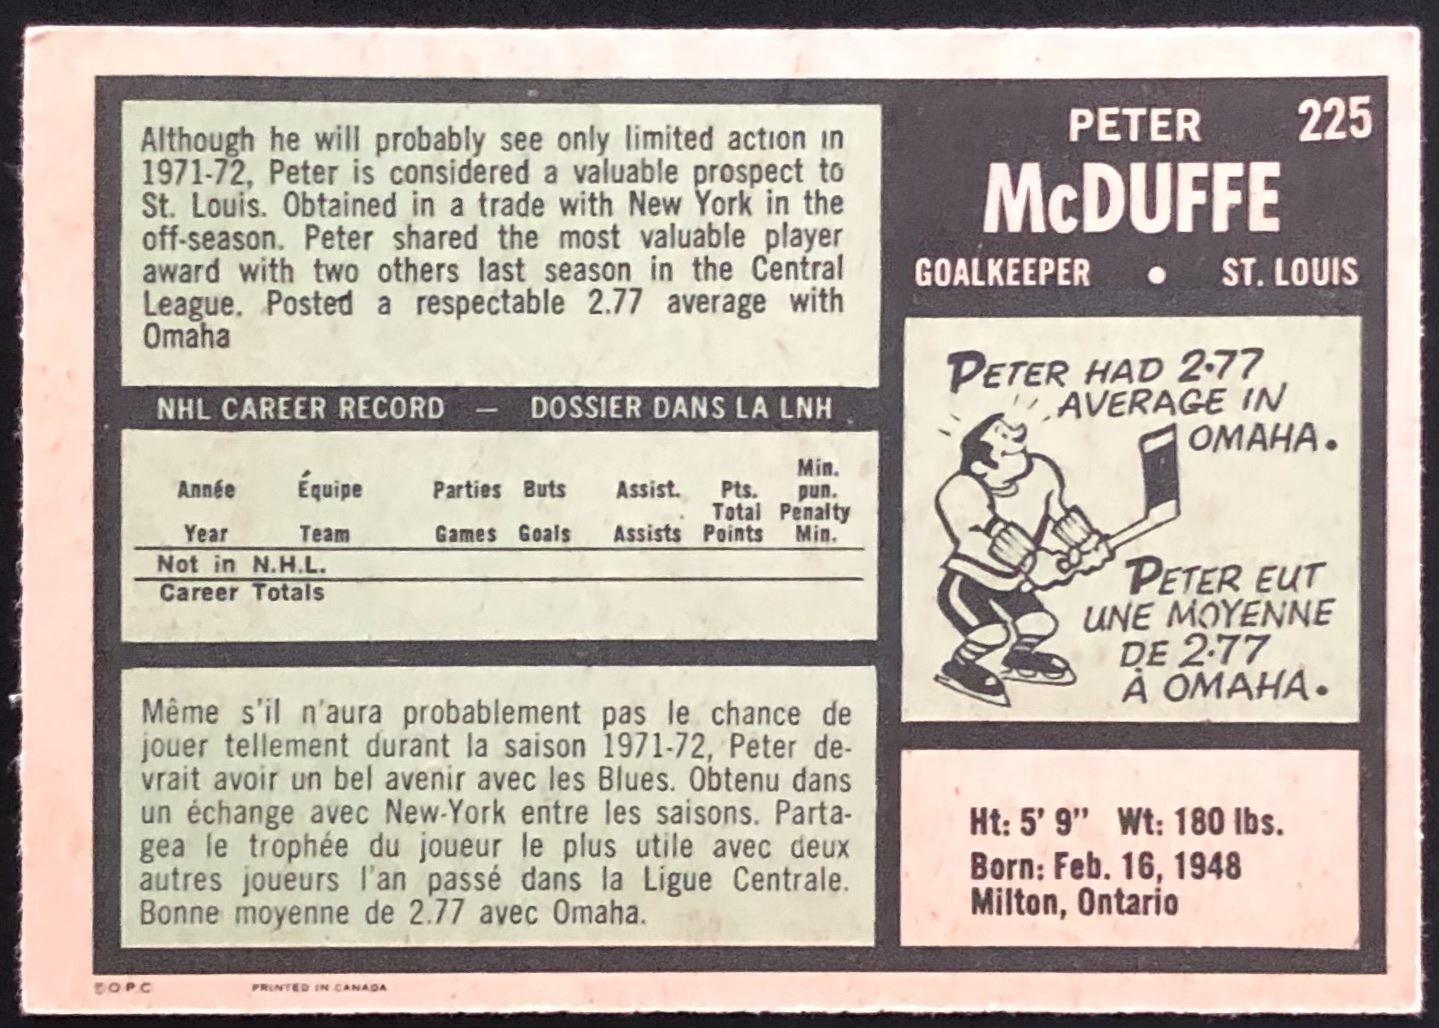 Although he will probably see only limited action in
1971-72, Peter is considered a valuable prospect to
St. Louis. Obtained in a trade with New York in the
off-season. Peter shared the most valuable player
award with two others last season in the Central
League. Posted a respectable 2.77 average with
Omaha
NHL CAREER RECORD — DOSSIER DANS LA LNH
Année Équipe Parties Buts Assist. Pts. Min. pun.
Year Team Games Goals Assists Total Points Penalty Min.
Not in N.H.L.
Career Totals
Même s'il n'aura probablement pas le chance de
jouer tellement durant la saison 1971-72, Peter de-
vrait avoir un bel avenir avec les Blues. Obtenu dans
un échange avec New-York entre les saisons. Parta-
gea le trophée du joueur le plus utile avec deux
autres joueurs l'an passé dans la Ligue Centrale.
Bonne moyenne de 2.77 avec Omaha.
PETER 225
McDUFFE
GOALKEEPER • ST. LOUIS
PETER HAD 2.77
AVERAGE IN
OMAHA.
PETER EUT
UNE MOYENNE
DE 2.77
À OMAHA.
Ht: 5' 9" Wt: 180 lbs.
Born: Feb. 16, 1948
Milton, Ontario
©O.P.C PRINTED IN CANADA